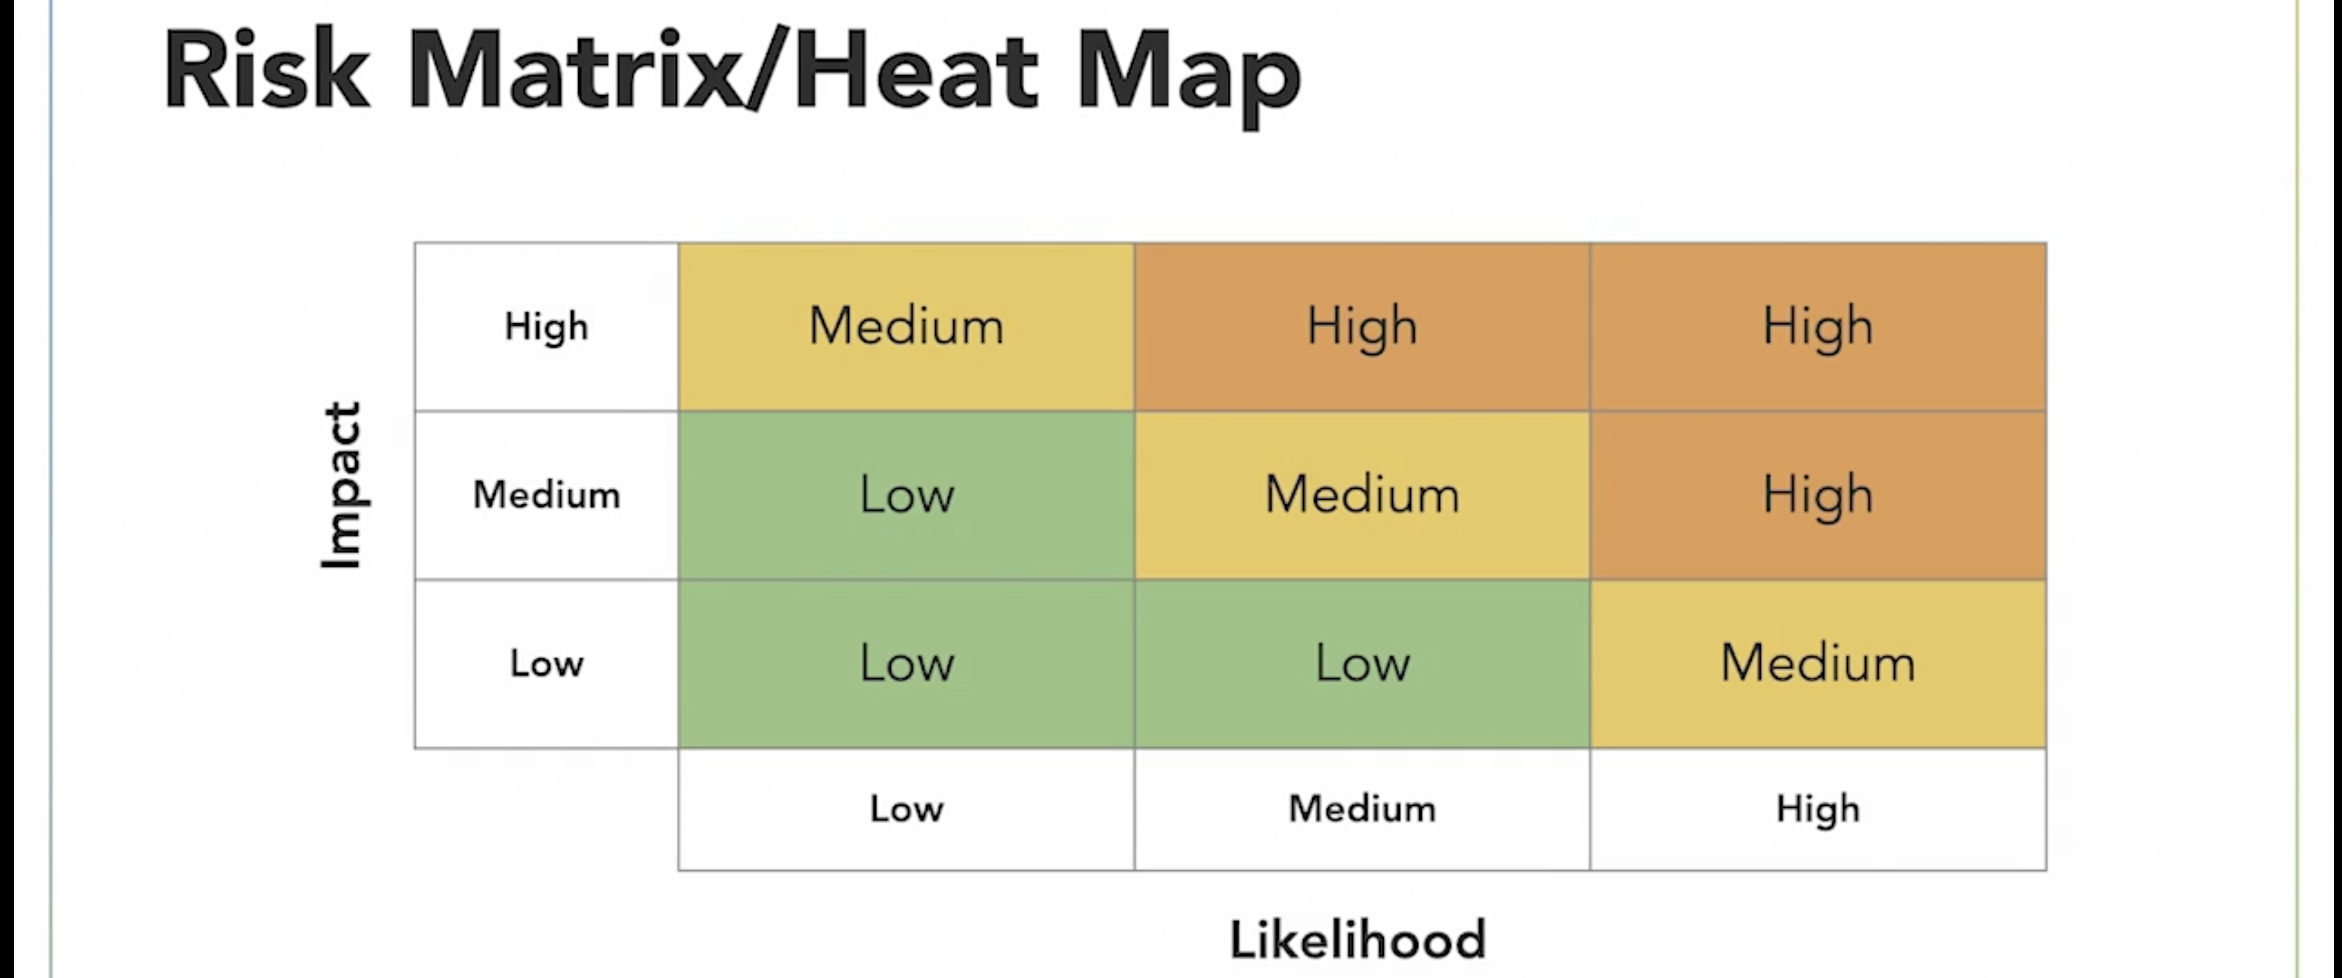 Risk Matrix/Heat Map
Impact
High Medium High High
Medium Low Medium High
Low Low Low Medium
Low Medium High
Likelihood